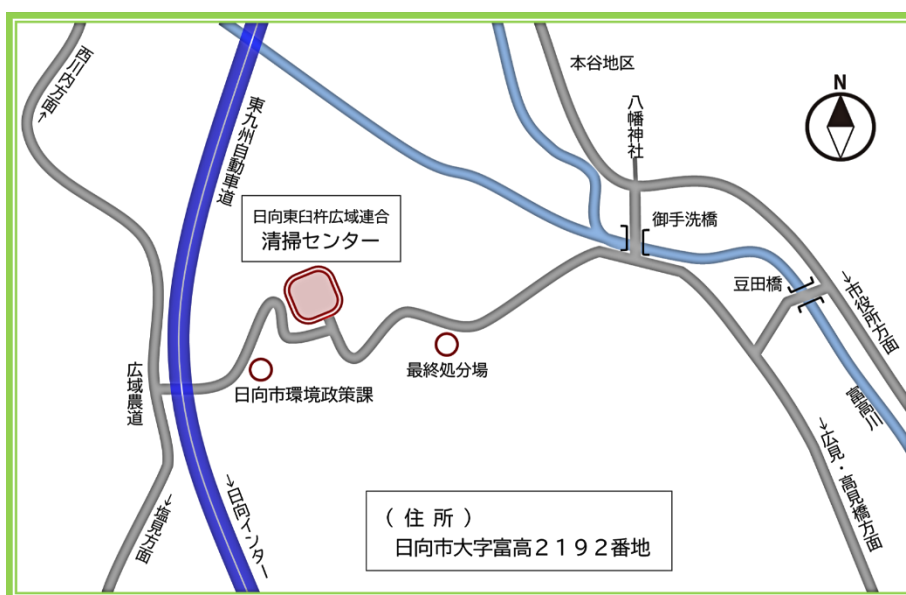 本谷地区
N
西川内方面→
東九州自動車道
八幡神社
日向東臼杵広域連合
清掃センター
御手洗橋
豆田橋
→市役所方面
広域農道
日向市環境政策課
最終処分場
富高川
→塩見方面
→日向インター
→広見・高見橋方面
(住所)
日向市大字富高2192番地